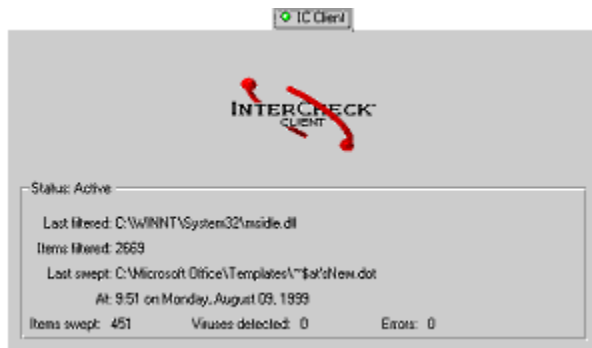 IC Client
INTERCHECK™
CLIENT
Status: Active
Last filtered: C:\WINNT\System32\msidle.dll
Items filtered: 2669
Last swept: C:\Microsoft Office\Templates\~$at'sNew.dot
At: 9:51 on Monday, August 09, 1999
Items swept: 451 Viruses detected: 0 Errors: 0